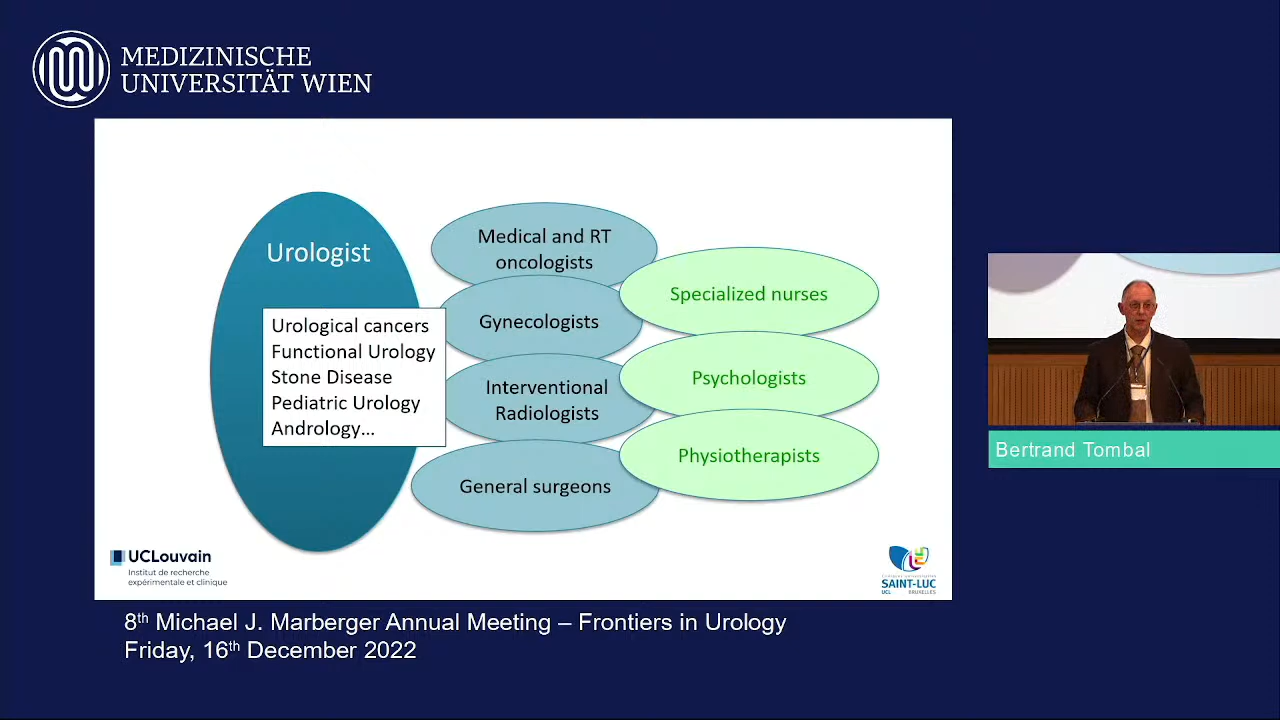 MEDIZINISCHE
UNIVERSITÄT WIEN
Urologist
Urological cancers
Functional Urology
Stone Disease
Pediatric Urology
Andrology...
Medical and RT
oncologists
Gynecologists
Interventional
Radiologists
General surgeons
Specialized nurses
Psychologists
Physiotherapists
UCLouvain
Institut de recherche
expérimentale et clinique
SAINT-LUC
UCL BRUXELLES
Bertrand Tombal
8th Michael J. Marberger Annual Meeting – Frontiers in Urology
Friday, 16th December 2022